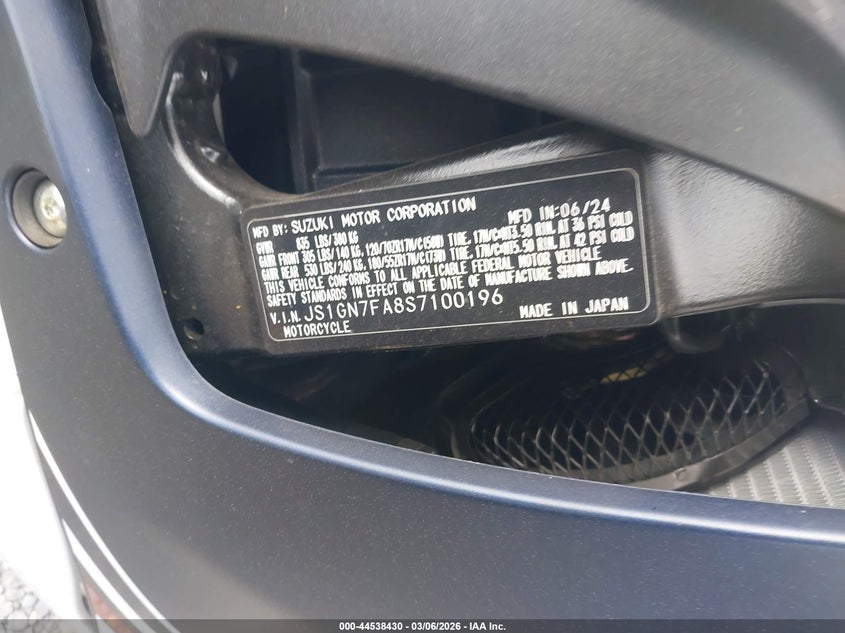 MFD BY: SUZUKI MOTOR CORPORATION MFD IN: 06/24
GVWR 835 LBS/380 KG
GAWR FRONT 305 LBS/140 KG, 120/70ZR17M/C(58W) TIRE, 17M/CxMT3.50 RIM, AT 36 PSI COLD
GAWR REAR 530 LBS/240 KG, 180/55ZR17M/C(73W) TIRE, 17M/CxMT5.50 RIM, AT 42 PSI COLD
THIS VEHICLE CONFORMS TO ALL APPLICABLE FEDERAL MOTOR VEHICLE
SAFETY STANDARDS IN EFFECT ON THE DATE OF MANUFACTURE SHOWN ABOVE.
V.I.N. JS1GN7FA8S7100196
MOTORCYCLE MADE IN JAPAN
000-44538430 - 03/06/2026 - IAA Inc.